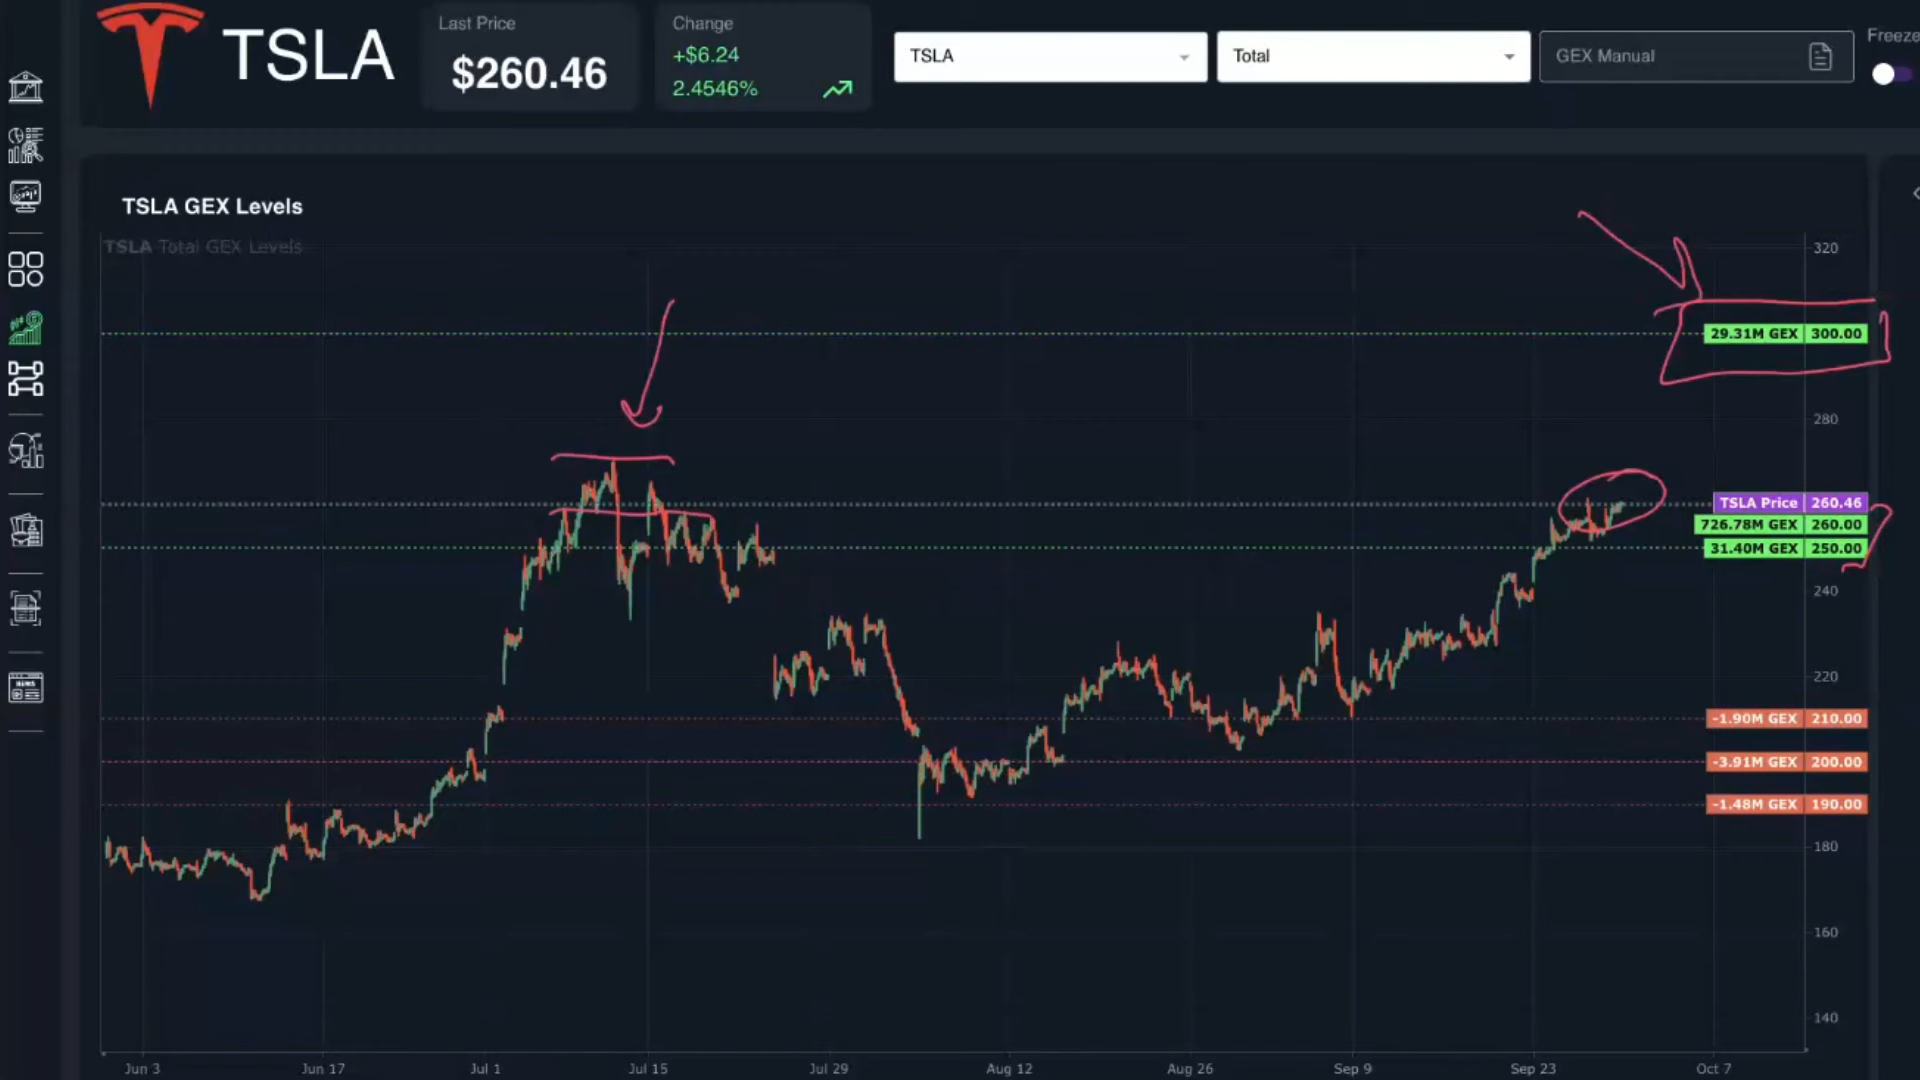 TSLA
Last Price
$260.46
Change
+$6.24
2.4546%
TSLA
Total
GEX Manual
Freeze
TSLA GEX Levels
TSLA Total GEX Levels
320
29.31M GEX 300.00
280
TSLA Price 260.46
726.78M GEX 260.00
31.40M GEX 250.00
240
220
-1.90M GEX 210.00
-3.91M GEX 200.00
-1.48M GEX 190.00
180
160
140
Jun 3 Jun 17 Jul 1 Jul 15 Jul 29 Aug 12 Aug 26 Sep 9 Sep 23 Oct 7
NEWS